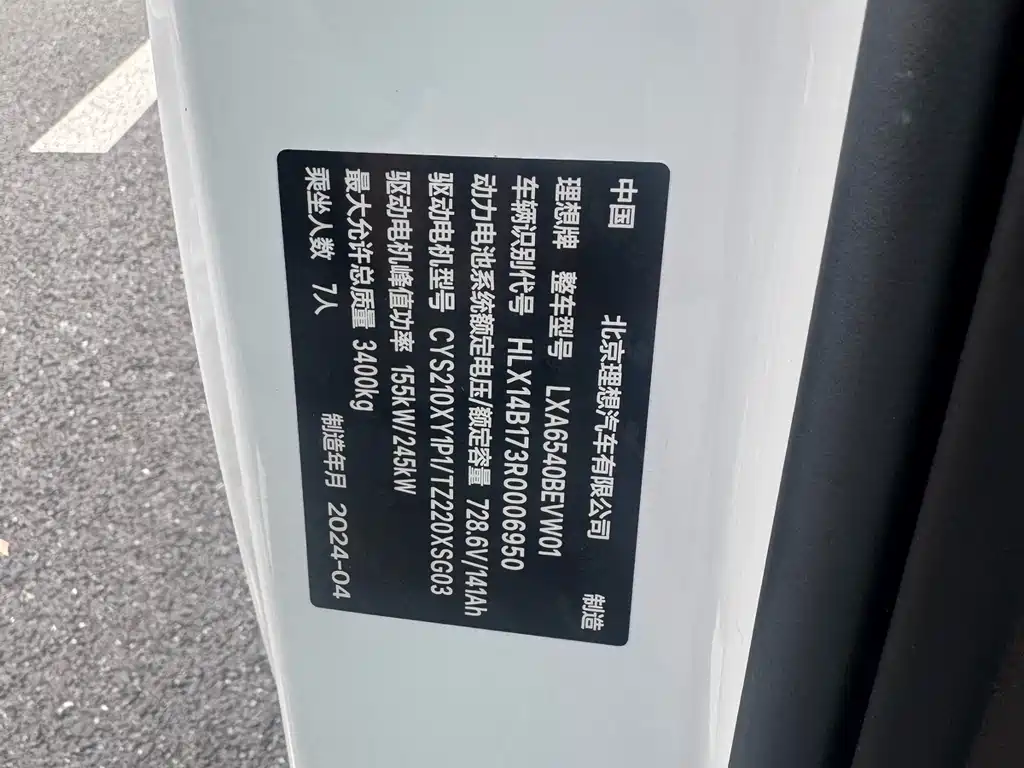 中国 北京理想汽车有限公司 制造
理想牌 整车型号 LXA6540BEVW01
车辆识别代号 HLX14B173R0006950
动力电池系统额定电压/额定容量 728.6V/141Ah
驱动电机型号 CYS210XY1P1/TZ220XSG03
驱动电机峰值功率 155kW/245kW
最大允许总质量 3400kg
乘坐人数 7人 制造年月 2024-04